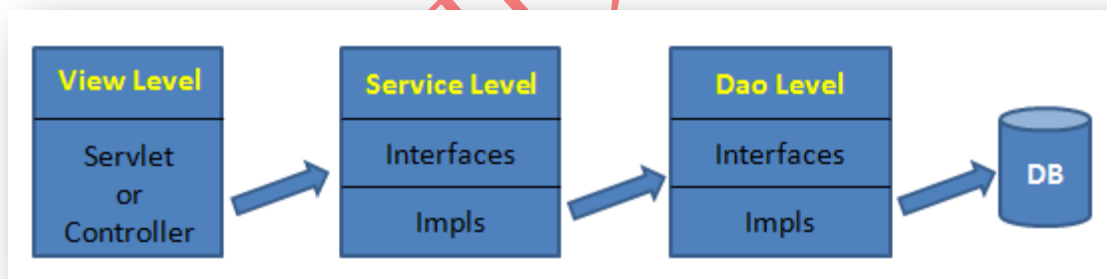 View Level
Servlet
or
Controller
Service Level
Interfaces
Impls
Dao Level
Interfaces
Impls
DB